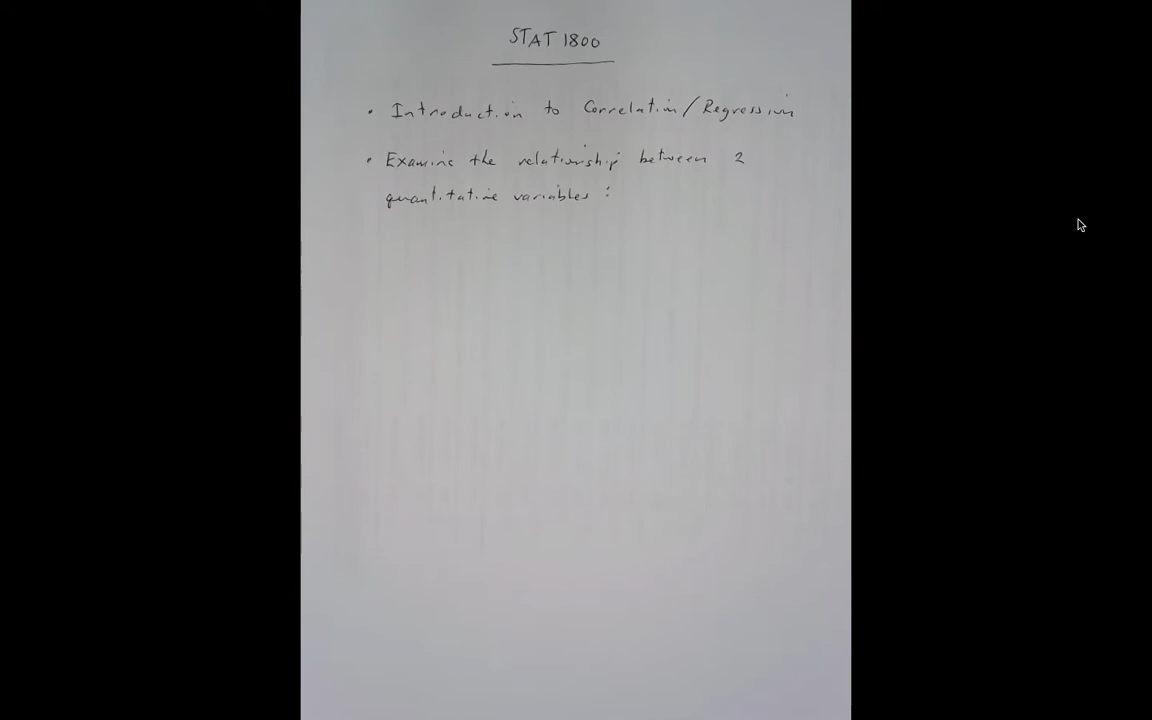 STAT 1800
• Introduction to Correlation/Regression
• Examine the relationship between 2
quantitative variables :